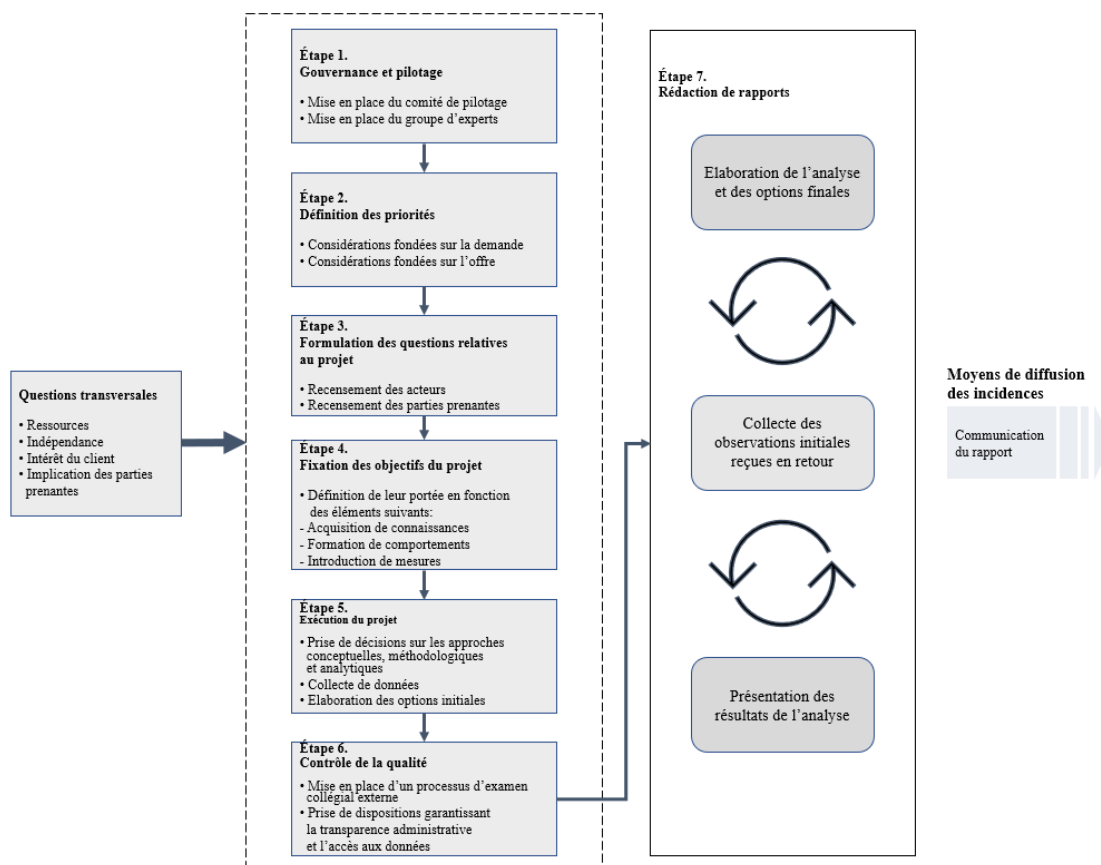 Questions transversales
• Ressources
• Indépendance
• Intérêt du client
• Implication des parties
prenantes
Étape 1.
Gouvernance et pilotage
• Mise en place du comité de pilotage
• Mise en place du groupe d’experts
Étape 2.
Définition des priorités
• Considérations fondées sur la demande
• Considérations fondées sur l’offre
Étape 3.
Formulation des questions relatives
au projet
• Recensement des acteurs
• Recensement des parties prenantes
Étape 4.
Fixation des objectifs du projet
• Définition de leur portée en fonction
des éléments suivants:
- Acquisition de connaissances
- Formation de comportements
- Introduction de mesures
Étape 5.
Exécution du projet
• Prise de décisions sur les approches
conceptuelles, méthodologiques
et analytiques
• Collecte de données
• Elaboration des options initiales
Étape 6.
Contrôle de la qualité
• Mise en place d’un processus d’examen
collégial externe
• Prise de dispositions garantissant
la transparence administrative
et l’accès aux données
Étape 7.
Rédaction de rapports
Elaboration de l’analyse
et des options finales
Collecte des
observations initiales
reçues en retour
Présentation des
résultats de l’analyse
Moyens de diffusion
des incidences
Communication
du rapport